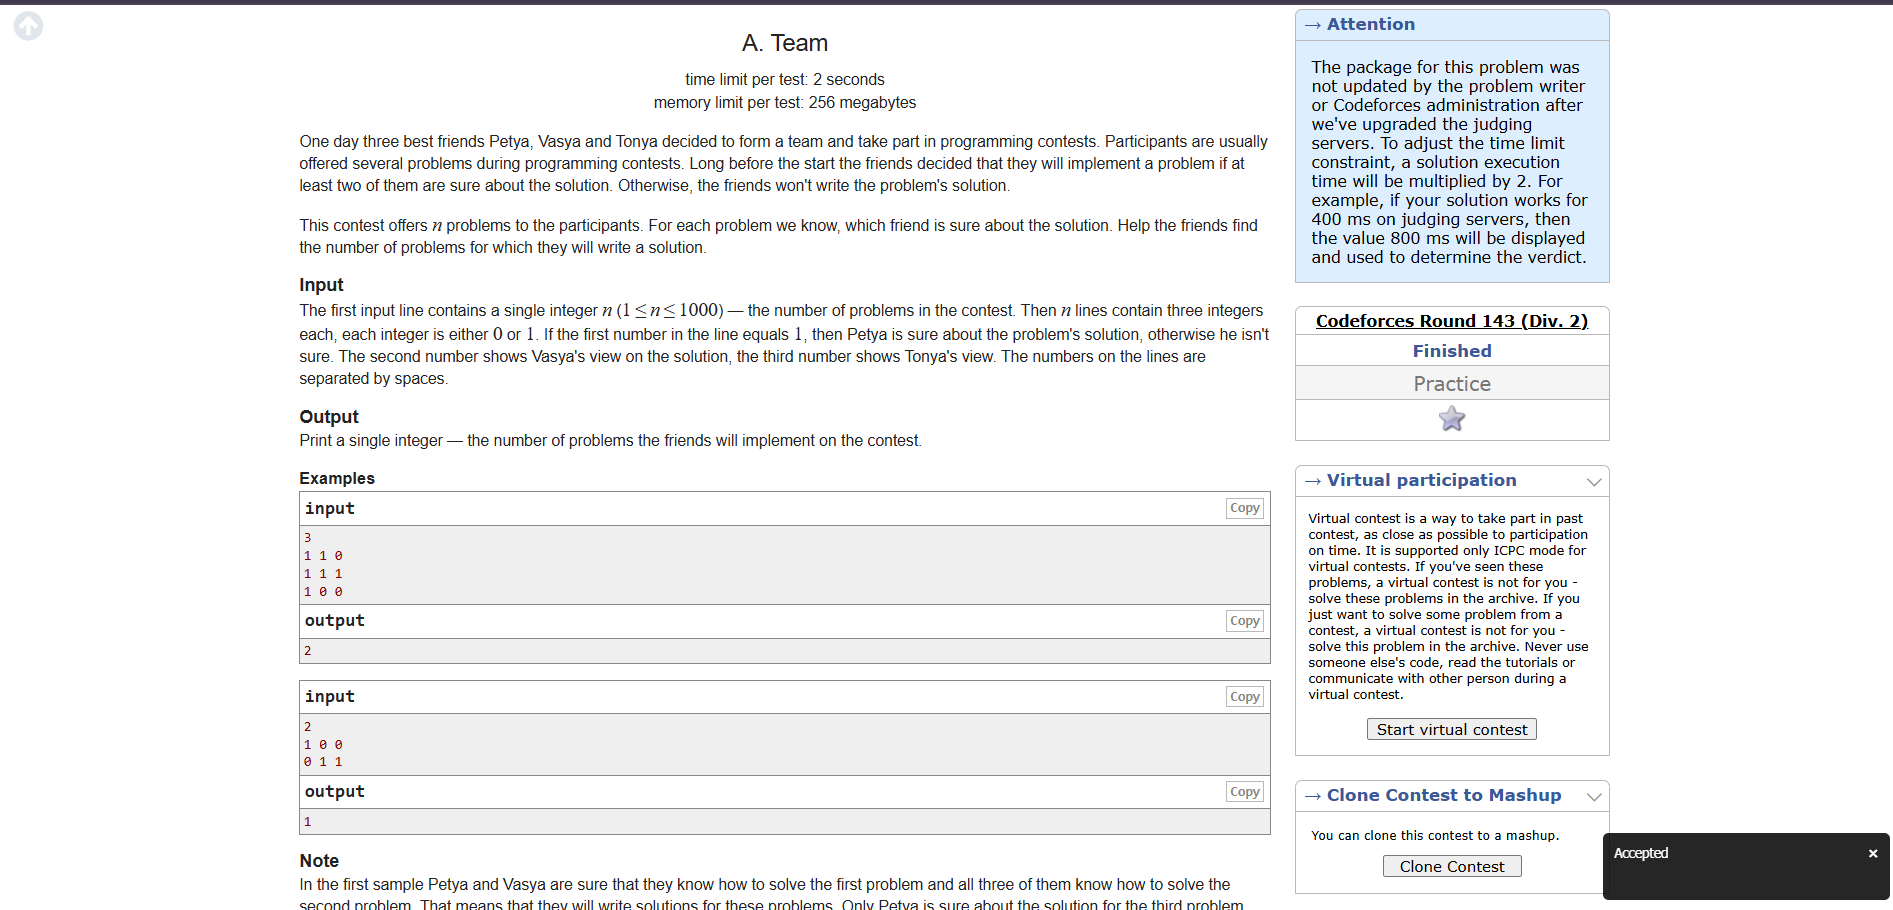 A. Team
time limit per test: 2 seconds
memory limit per test: 256 megabytes
One day three best friends Petya, Vasya and Tonya decided to form a team and take part in programming contests. Participants are usually
offered several problems during programming contests. Long before the start the friends decided that they will implement a problem if at
least two of them are sure about the solution. Otherwise, the friends won't write the problem's solution.
This contest offers n problems to the participants. For each problem we know, which friend is sure about the solution. Help the friends find
the number of problems for which they will write a solution.
Input
The first input line contains a single integer n (1 ≤ n ≤ 1000) — the number of problems in the contest. Then n lines contain three integers
each, each integer is either 0 or 1. If the first number in the line equals 1, then Petya is sure about the problem's solution, otherwise he isn't
sure. The second number shows Vasya's view on the solution, the third number shows Tonya's view. The numbers on the lines are
separated by spaces.
Output
Print a single integer — the number of problems the friends will implement on the contest.
Examples
input
Copy
3
1 1 0
1 1 1
1 0 0
output
Copy
2
input
Copy
2
1 0 0
0 1 1
output
Copy
1
Note
In the first sample Petya and Vasya are sure that they know how to solve the first problem and all three of them know how to solve the
second problem. That means that they will write solutions for these problems. Only Petya is sure about the solution for the third problem
→ Attention
The package for this problem was
not updated by the problem writer
or Codeforces administration after
we've upgraded the judging
servers. To adjust the time limit
constraint, a solution execution
time will be multiplied by 2. For
example, if your solution works for
400 ms on judging servers, then
the value 800 ms will be displayed
and used to determine the verdict.
Codeforces Round 143 (Div. 2)
Finished
Practice
→ Virtual participation
Virtual contest is a way to take part in past
contest, as close as possible to participation
on time. It is supported only ICPC mode for
virtual contests. If you've seen these
problems, a virtual contest is not for you -
solve these problems in the archive. If you
just want to solve some problem from a
contest, a virtual contest is not for you -
solve this problem in the archive. Never use
someone else's code, read the tutorials or
communicate with other person during a
virtual contest.
Start virtual contest
→ Clone Contest to Mashup
You can clone this contest to a mashup.
Clone Contest
Accepted
×